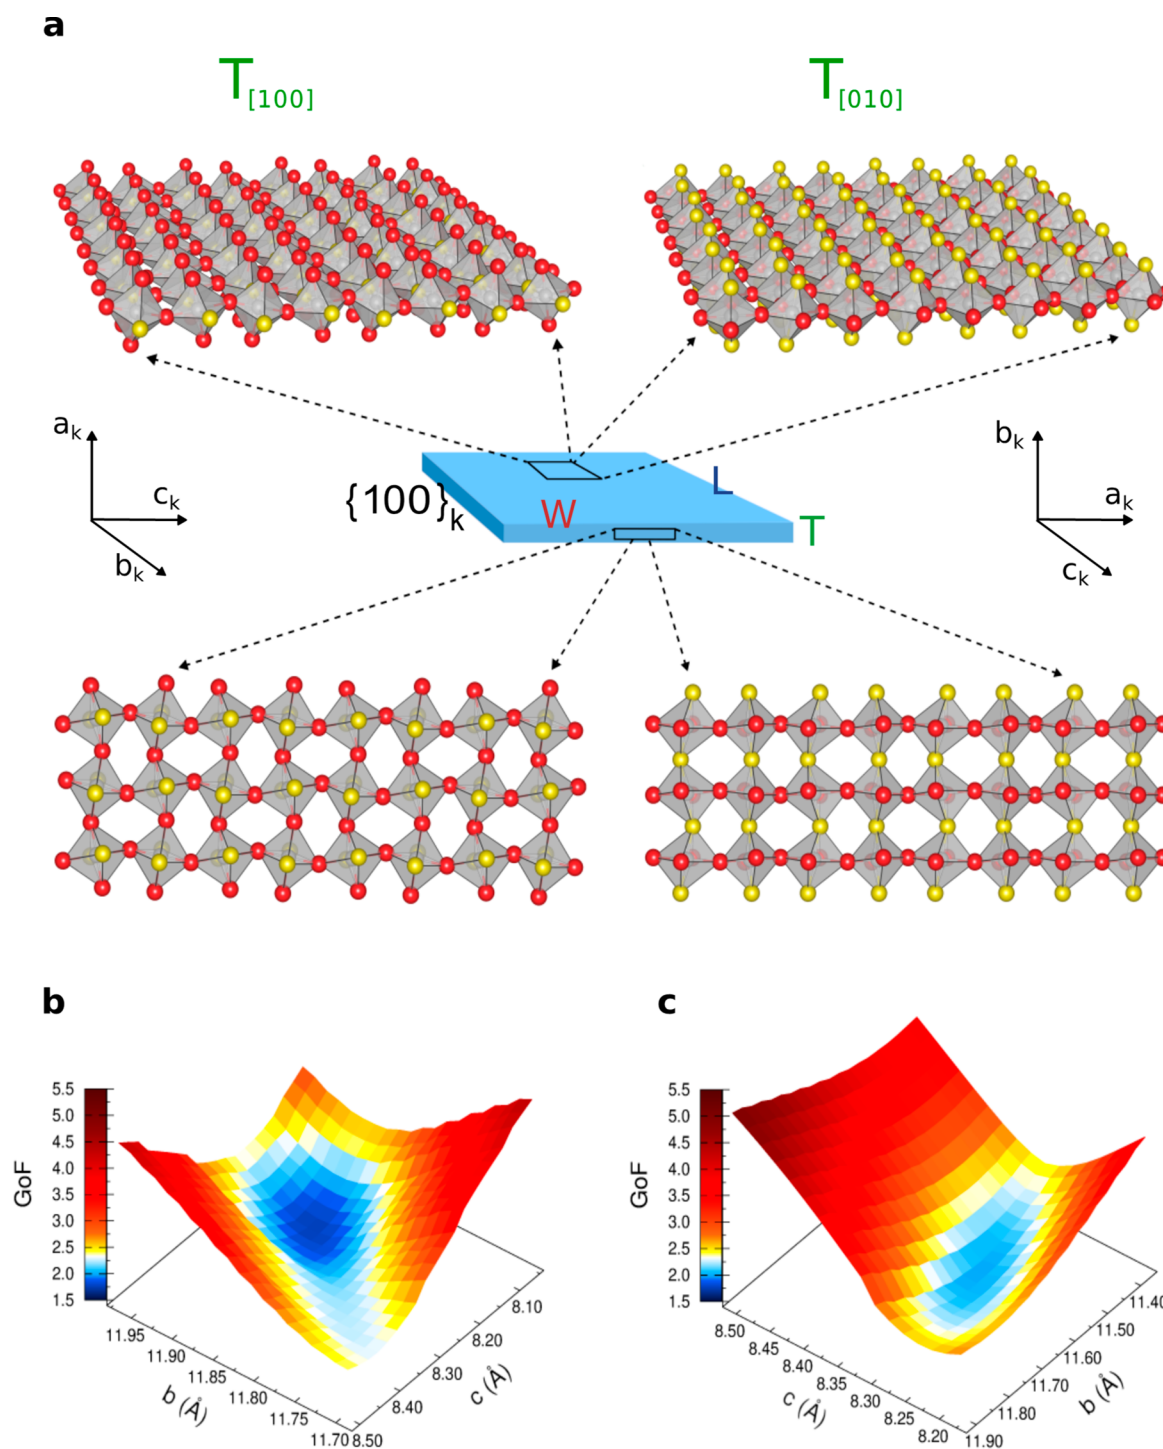 a
T[100]
T[010]
ak
ck
bk
{100}k
W
L
T
bk
ak
ck
b
5.5
5.0
4.5
4.0
3.5
3.0
2.5
2.0
1.5
GoF
11.95
11.90
11.85
11.80
11.75
11.70
b (Å)
8.50
8.40
8.30
8.20
8.10
c (Å)
c
5.5
5.0
4.5
4.0
3.5
3.0
2.5
2.0
1.5
GoF
8.50
8.45
8.40
8.35
8.30
8.25
8.20
c (Å)
11.90
11.80
11.70
11.60
11.50
11.40
b (Å)